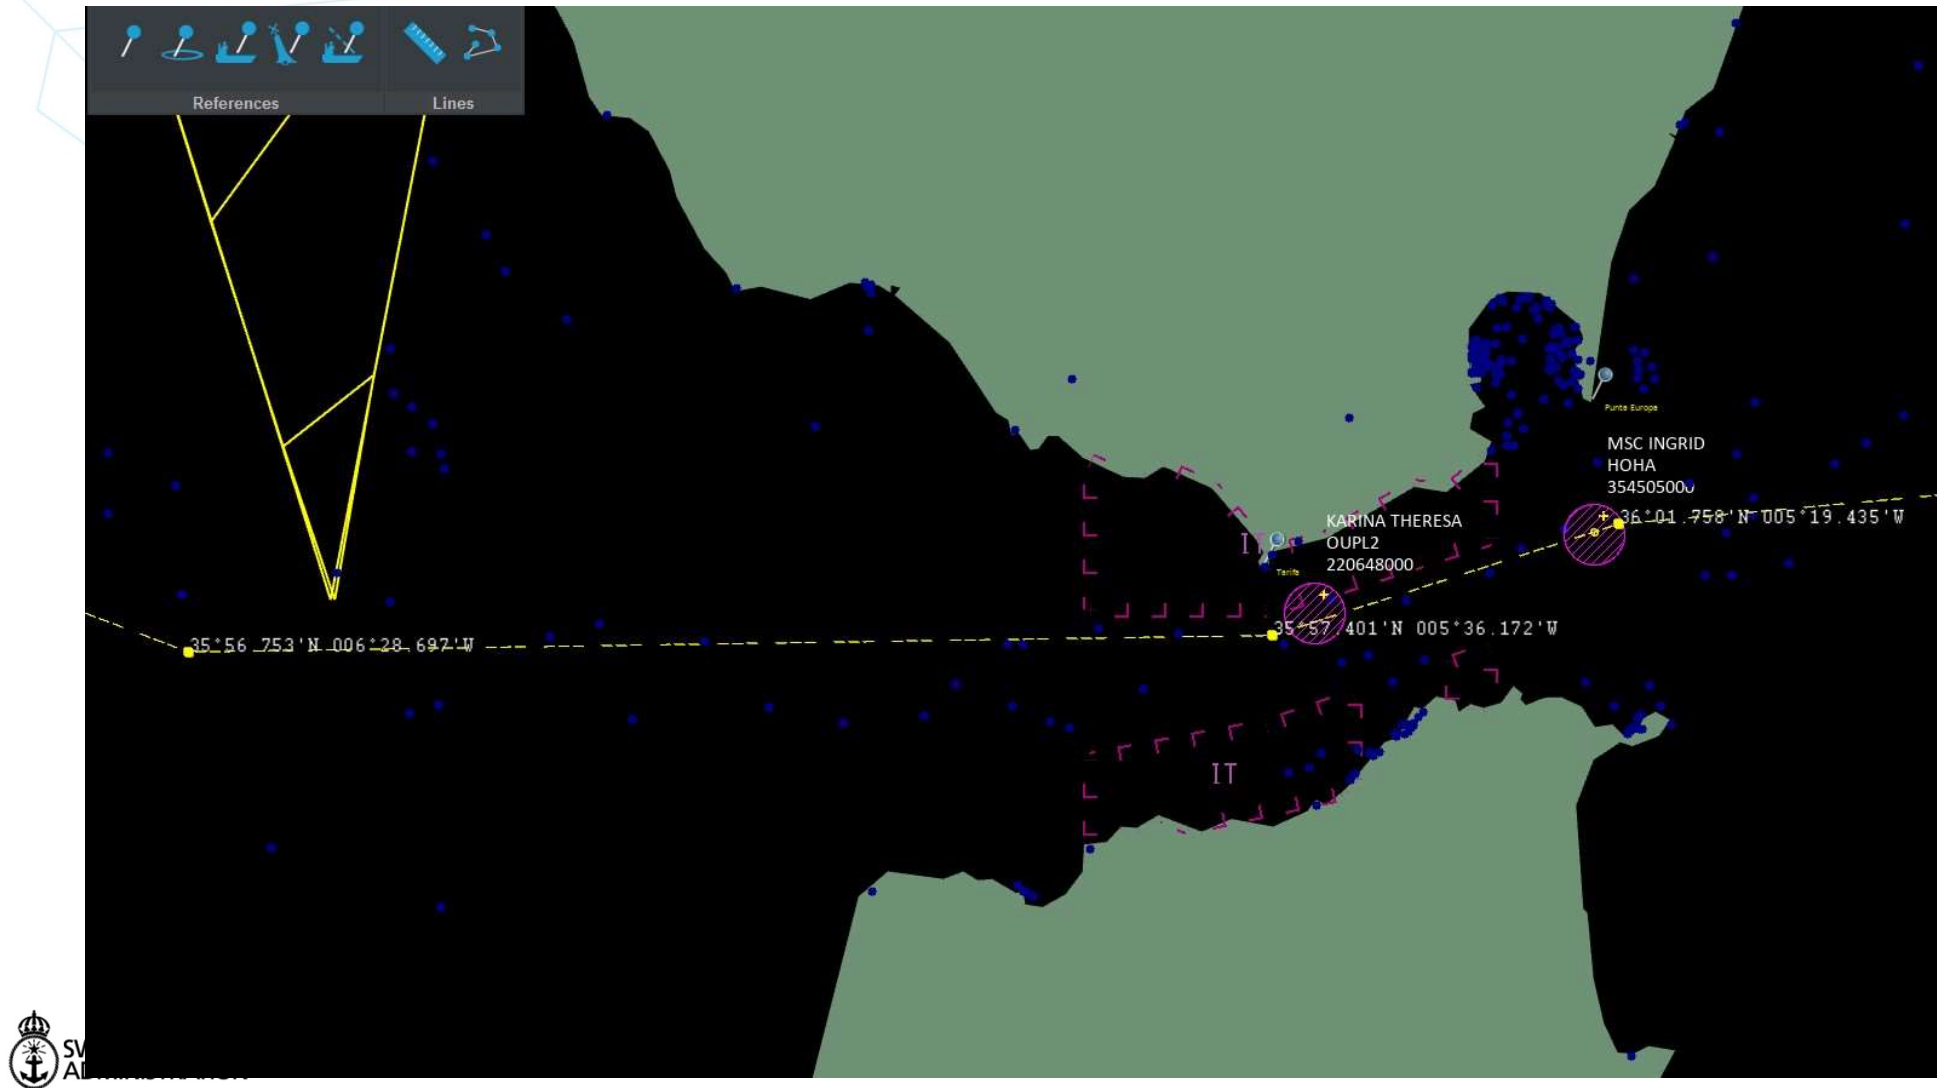 References
Lines
Punta Europa
MSC INGRID
HOHA
354505000
36°01.758'N 005°19.435'W
KARINA THERESA
OUPL2
220648000
IT
Tarifa
35°57.401'N 005°36.172'W
35°56.753'N 006°28.697'W
IT